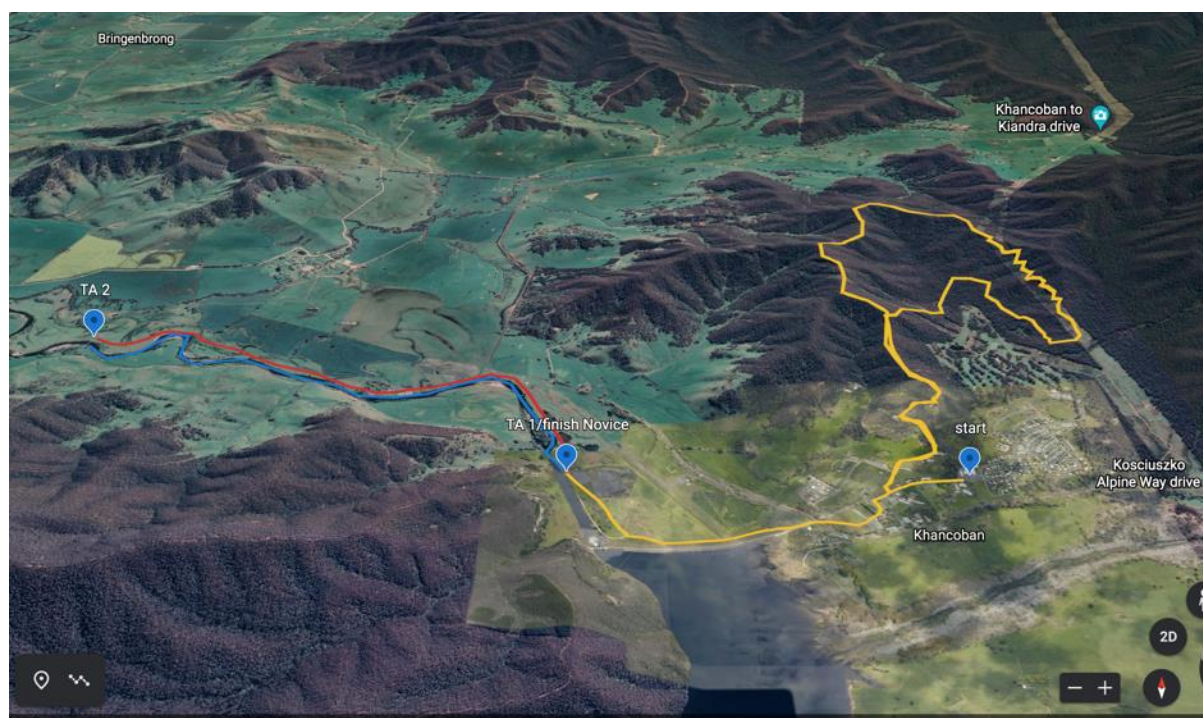 Bringenbrong
Khancoban to
Kiandra drive
TA 2
TA 1/finish Novice
start
Kosciuszko
Alpine Way drive
Khancoban
2D